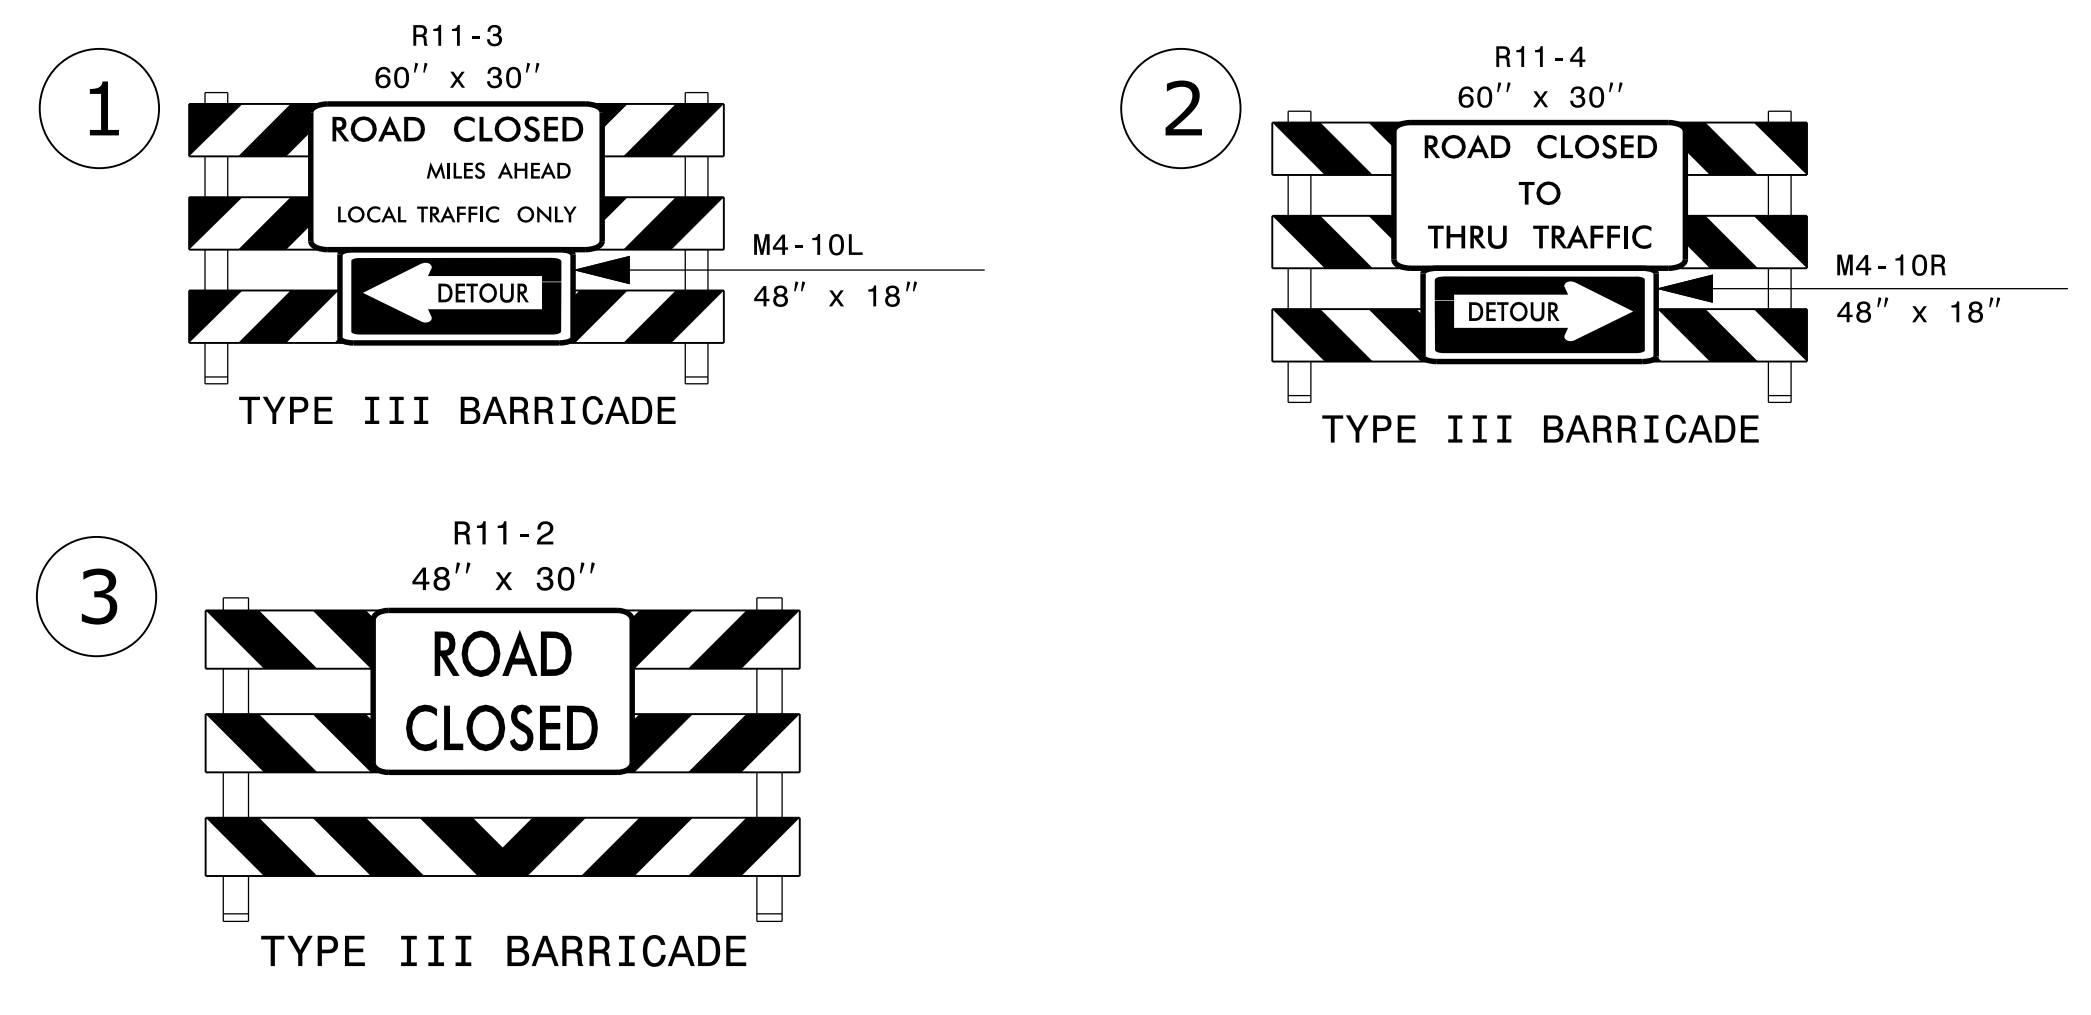 1
R11-3
60" x 30"
ROAD CLOSED
MILES AHEAD
LOCAL TRAFFIC ONLY
DETOUR
M4-10L
48" x 18"
TYPE III BARRICADE
2
R11-4
60" x 30"
ROAD CLOSED
TO
THRU TRAFFIC
DETOUR
M4-10R
48" x 18"
TYPE III BARRICADE
3
R11-2
48" x 30"
ROAD
CLOSED
TYPE III BARRICADE